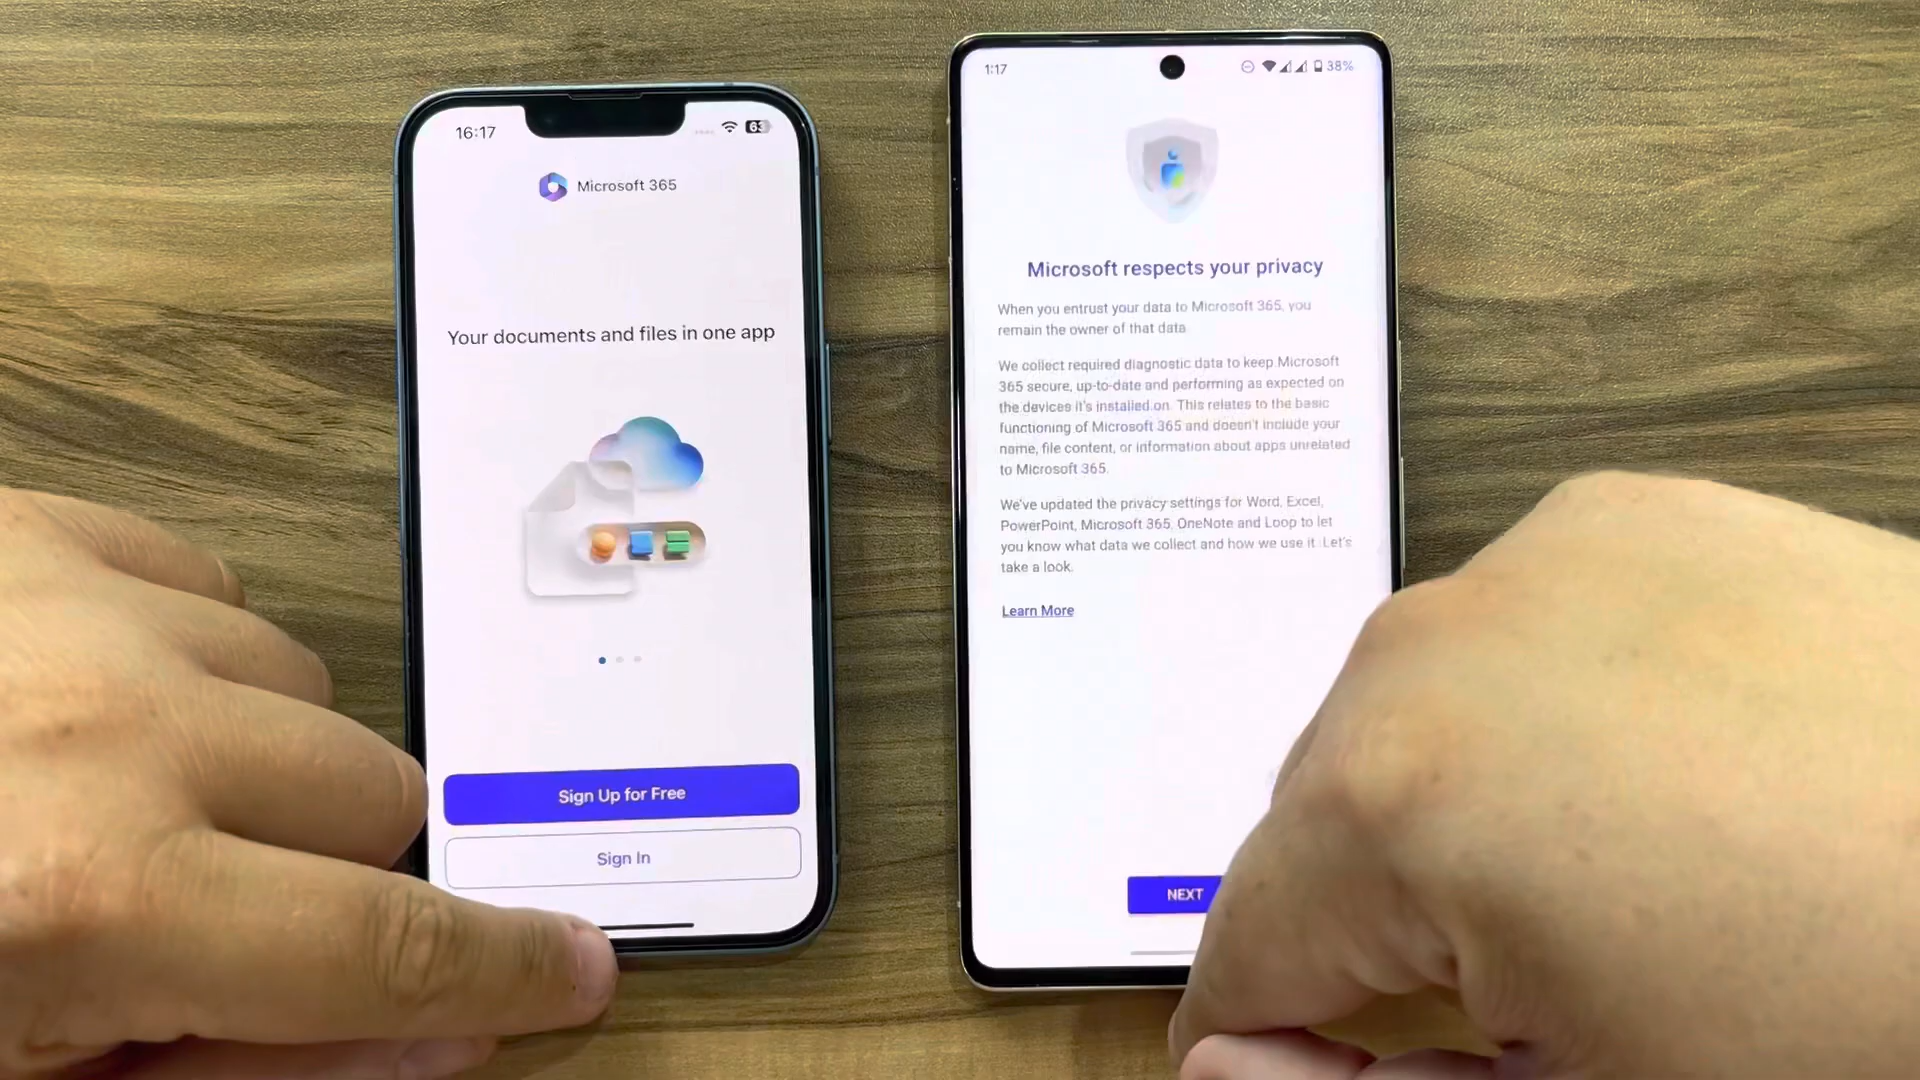 16:17
63
Microsoft 365
Your documents and files in one app
Sign Up for Free
Sign In
1:17
38%
Microsoft respects your privacy
When you entrust your data to Microsoft 365, you
remain the owner of that data.
We collect required diagnostic data to keep Microsoft
365 secure, up-to-date and performing as expected on
the devices it's installed on. This relates to the basic
functioning of Microsoft 365 and doesn't include your
name, file content, or information about apps unrelated
to Microsoft 365.
We've updated the privacy settings for Word, Excel,
PowerPoint, Microsoft 365, OneNote and Loop to let
you know what data we collect and how we use it. Let's
take a look.
Learn More
NEXT